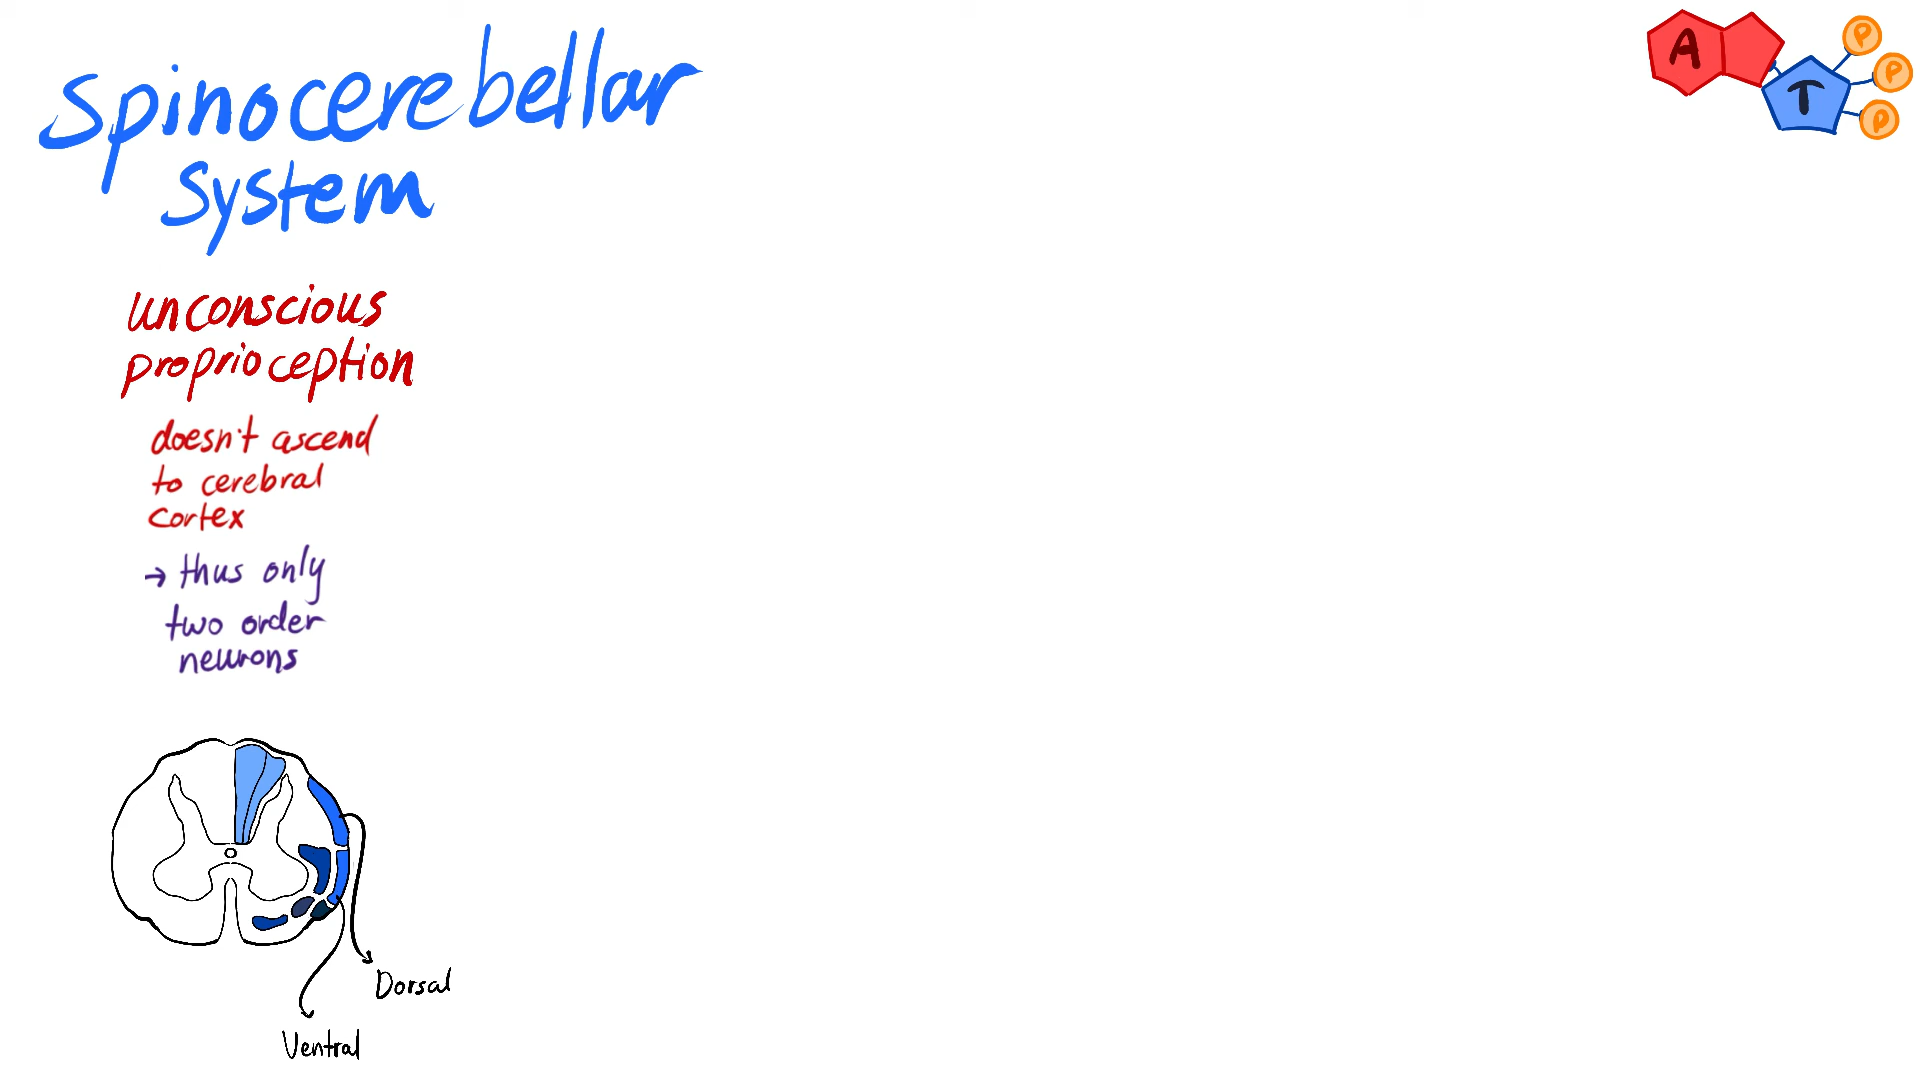 Spinocerebellar
System
unconscious
proprioception
doesn't ascend
to cerebral
cortex
→ thus only
two order
neurons
Dorsal
Ventral
A
T
P
P
P